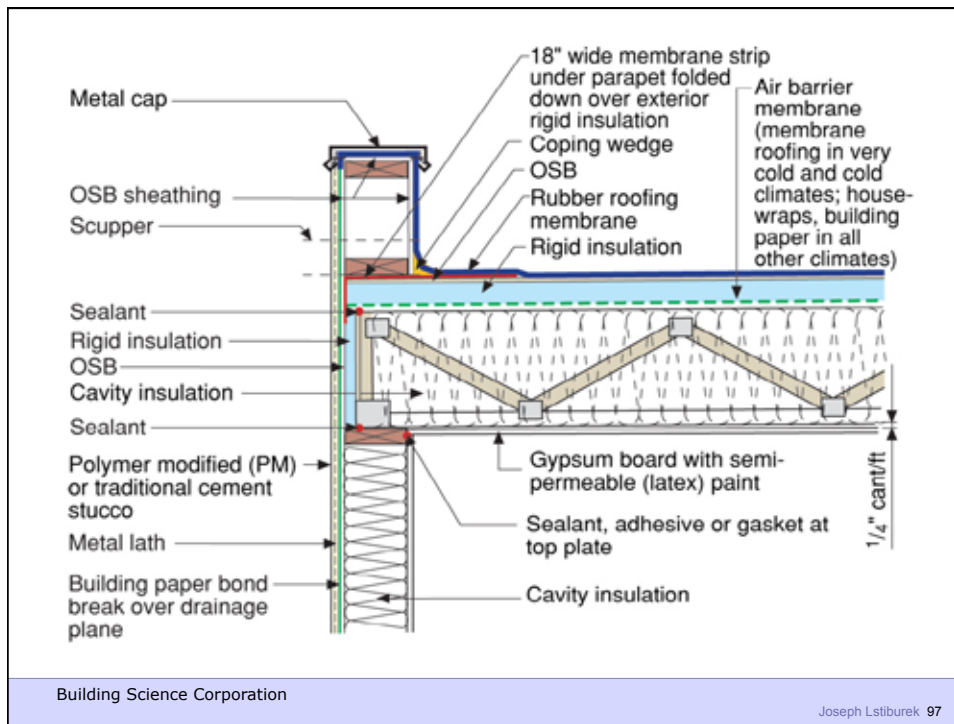 18" wide membrane strip
under parapet folded
down over exterior
rigid insulation
Coping wedge
OSB
Rubber roofing
membrane
Rigid insulation
Air barrier
membrane
(membrane
roofing in very
cold and cold
climates; house-
wraps, building
paper in all
other climates)
Metal cap
OSB sheathing
Scupper
Sealant
Rigid insulation
OSB
Cavity insulation
Sealant
Polymer modified (PM)
or traditional cement
stucco
Metal lath
Building paper bond
break over drainage
plane
Gypsum board with semi-
permeable (latex) paint
Sealant, adhesive or gasket at
top plate
Cavity insulation
1/4" cant/ft
Building Science Corporation
Joseph Lstiburek 97